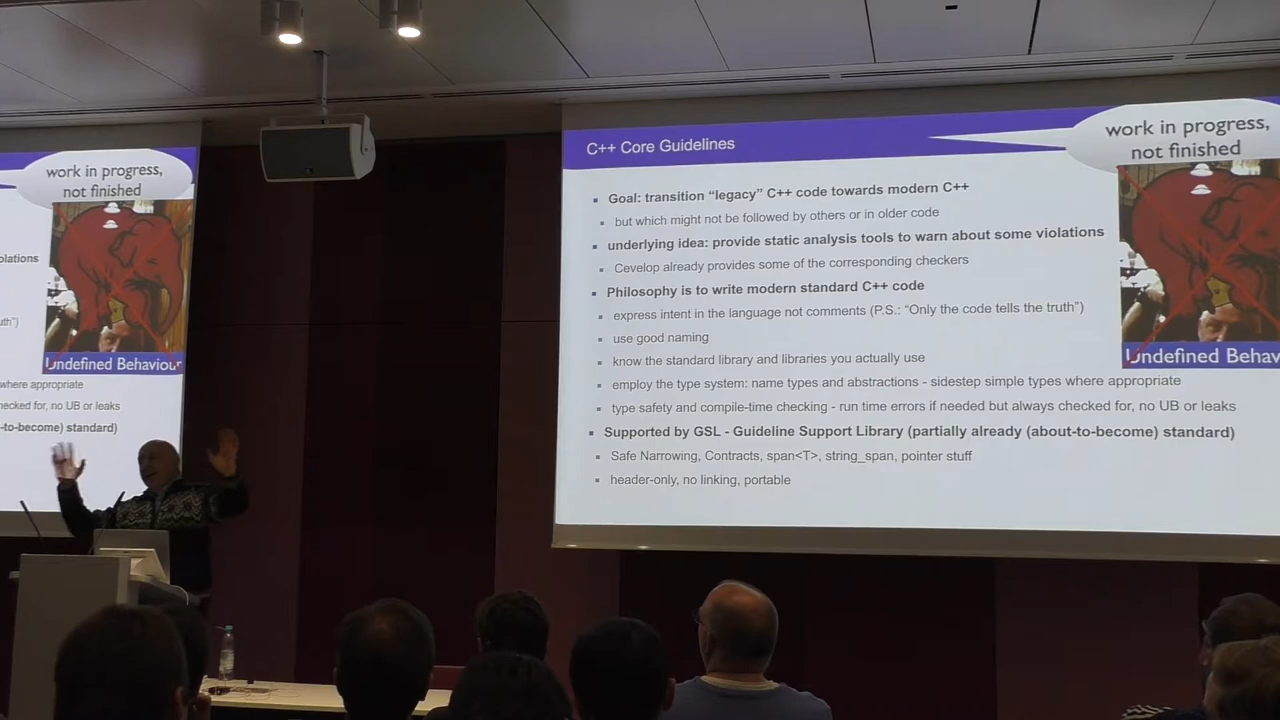 work in progress,
not finished
olations
uth")
Undefined Behaviour
where appropriate
hecked for, no UB or leaks
-to-become) standard)
C++ Core Guidelines
work in progress,
not finished
Goal: transition “legacy” C++ code towards modern C++
but which might not be followed by others or in older code
underlying idea: provide static analysis tools to warn about some violations
Cevelop already provides some of the corresponding checkers
Philosophy is to write modern standard C++ code
express intent in the language not comments (P.S.: “Only the code tells the truth”)
use good naming
know the standard library and libraries you actually use
Undefined Behav
employ the type system: name types and abstractions - sidestep simple types where appropriate
type safety and compile-time checking - run time errors if needed but always checked for, no UB or leaks
Supported by GSL - Guideline Support Library (partially already (about-to-become) standard)
Safe Narrowing, Contracts, span<T>, string_span, pointer stuff
header-only, no linking, portable